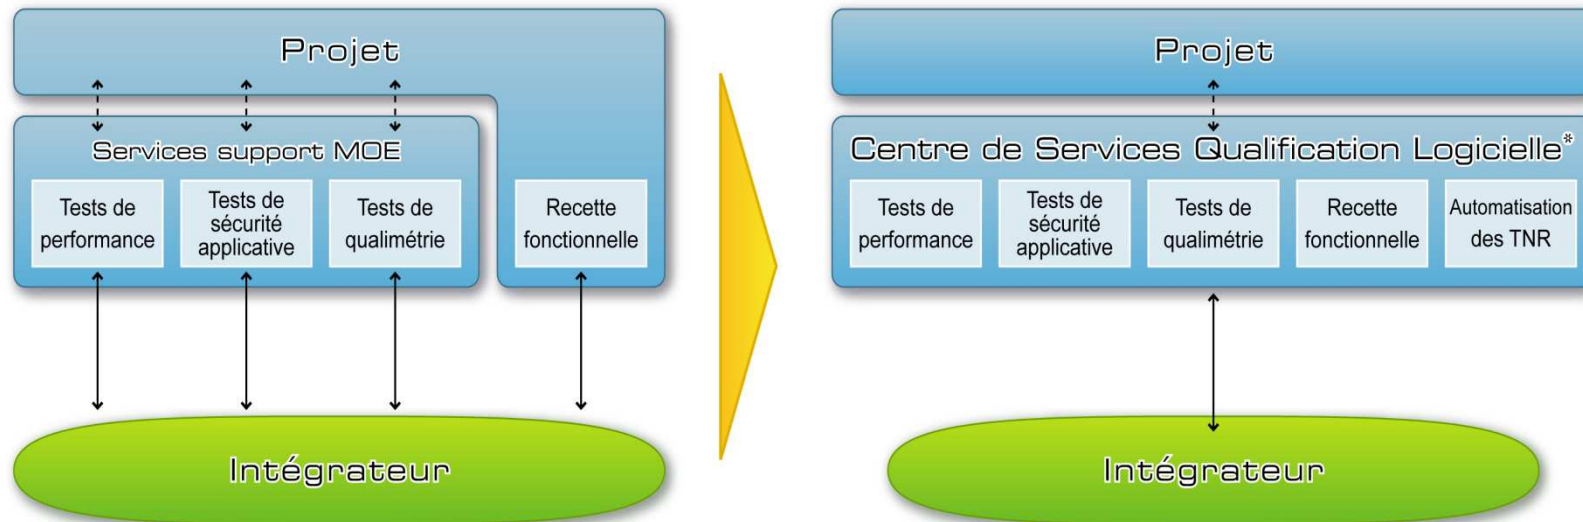 Projet
Services support MOE
Tests de
performance
Tests de
sécurité
applicative
Tests de
qualimétrie
Recette
fonctionnelle
Intégrateur
Projet
Centre de Services Qualification Logicielle*
Tests de
performance
Tests de
sécurité
applicative
Tests de
qualimétrie
Recette
fonctionnelle
Automatisation
des TNR
Intégrateur